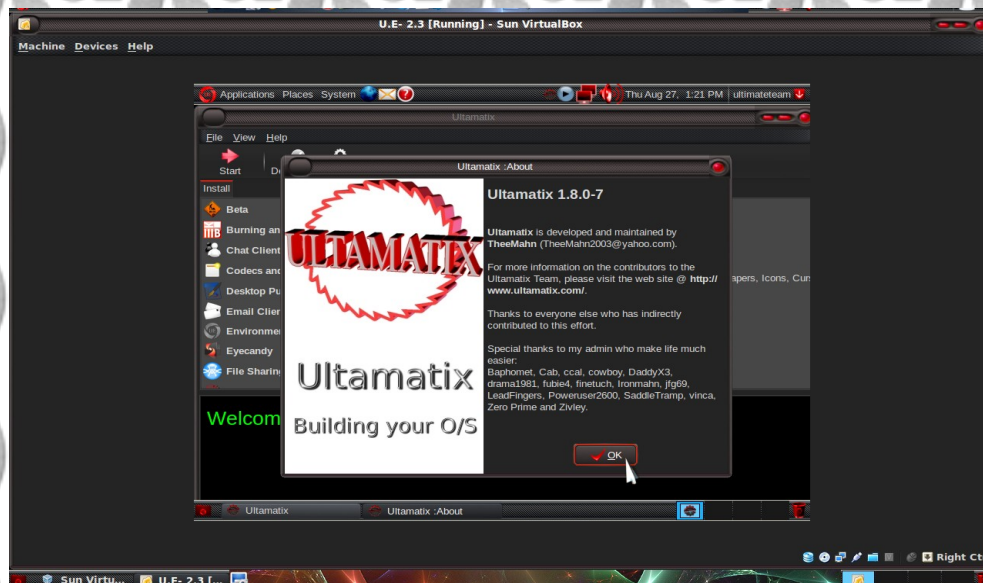 U.E- 2.3 [Running] - Sun VirtualBox
Machine Devices Help
Applications Places System
Thu Aug 27, 1:21 PM
ultimateteam
Ultamatix
File View Help
Start
Install
Beta
Burning an
Chat Client
Codecs and
Desktop Pu
Email Clier
Environmer
Eyecandy
File Sharin
apers, Icons, Cur
Welcom
Ultamatix :About
ULTAMATIX
Ultamatix
Building your O/S
Ultamatix 1.8.0-7
Ultamatix is developed and maintained by
TheeMahn (TheeMahn2003@yahoo.com).
For more information on the contributors to the
Ultamatix Team, please visit the web site @ http://
www.ultamatix.com/.
Thanks to everyone else who has indirectly
contributed to this effort.
Special thanks to my admin who make life much
easier:
Baphomet, Cab, ccal, cowboy, DaddyX3,
drama1981, fubie4, finetuch, Ironmahn, jfg69,
LeadFingers, Poweruser2600, SaddleTramp, vinca,
Zero Prime and Zivley.
OK
Ultamatix
Ultamatix :About
Right Ct
Sun Virtu...
U.E- 2.3 [...